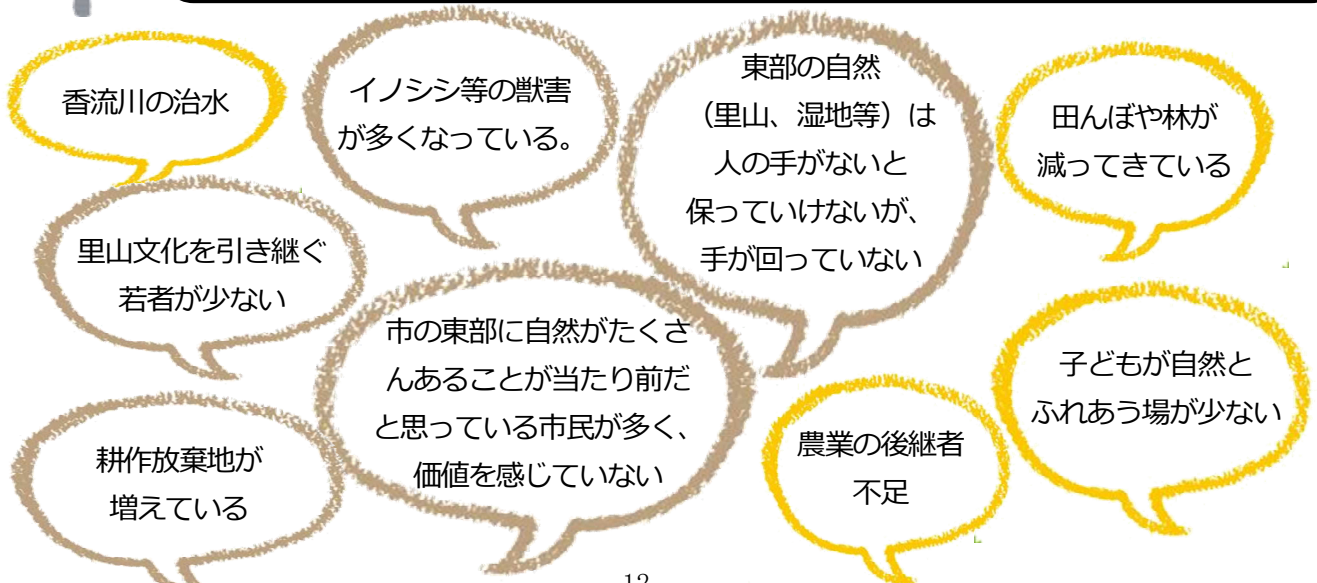 香流川の治水
イノシシ等の獣害
が多くなっている。
東部の自然
（里山、湿地等）は
人の手がないと
保っていけないが、
手が回っていない
田んぼや林が
減ってきている
里山文化を引き継ぐ
若者が少ない
市の東部に自然がたくさ
んあることが当たり前だ
と思っている市民が多く、
価値を感じていない
子どもが自然と
ふれあう場が少ない
耕作放棄地が
増えている
農業の後継者
不足
12